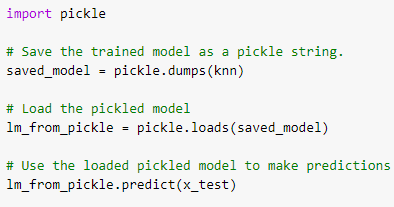 import pickle
# Save the trained model as a pickle string.
saved_model = pickle.dumps(knn)
# Load the pickled model
lm_from_pickle = pickle.loads(saved_model)
# Use the loaded pickled model to make predictions
lm_from_pickle.predict(x_test)